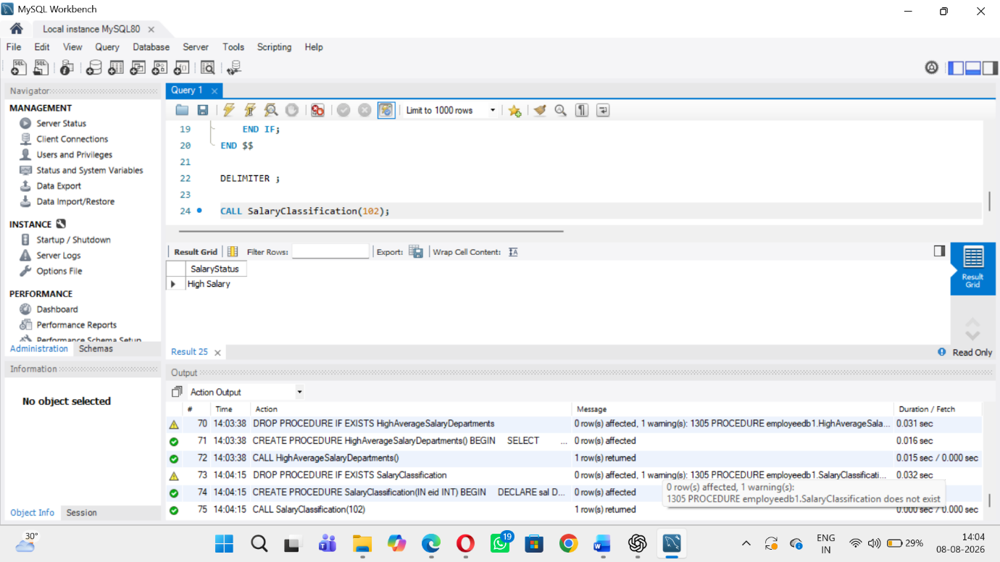 MySQL Workbench
Local instance MySQL80
File Edit View Query Database Server Tools Scripting Help
Navigator
MANAGEMENT
Server Status
Client Connections
Users and Privileges
Status and System Variables
Data Export
Data Import/Restore
INSTANCE
Startup / Shutdown
Server Logs
Options File
PERFORMANCE
Dashboard
Performance Reports
Performance Schema Setup
Administration Schemas
Information
No object selected
Object Info Session
Query 1
Limit to 1000 rows
19 END IF;
20 END $$
21
22 DELIMITER ;
23
24 CALL SalaryClassification(102);
Result Grid Filter Rows: Export: Wrap Cell Content:
SalaryStatus
High Salary
Result Grid
Result 25
Read Only
Output
Action Output
# Time Action Message Duration / Fetch
70 14:03:38 DROP PROCEDURE IF EXISTS HighAverageSalaryDepartments 0 row(s) affected, 1 warning(s): 1305 PROCEDURE employeedb1.HighAverageSala... 0.031 sec
71 14:03:38 CREATE PROCEDURE HighAverageSalaryDepartments() BEGIN SELECT ... 0 row(s) affected 0.016 sec
72 14:03:38 CALL HighAverageSalaryDepartments() 1 row(s) returned 0.015 sec / 0.000 sec
73 14:04:15 DROP PROCEDURE IF EXISTS SalaryClassification 0 row(s) affected, 1 warning(s): 1305 PROCEDURE employeedb1.SalaryClassificati... 0.032 sec
74 14:04:15 CREATE PROCEDURE SalaryClassification(IN eid INT) BEGIN DECLARE sal D... 0 row(s) affected
75 14:04:15 CALL SalaryClassification(102) 1 row(s) returned 0.000 sec / 0.000 sec
0 row(s) affected, 1 warning(s):
1305 PROCEDURE employeedb1.SalaryClassification does not exist
30°
19
ENG
IN
29%
14:04
08-08-2026